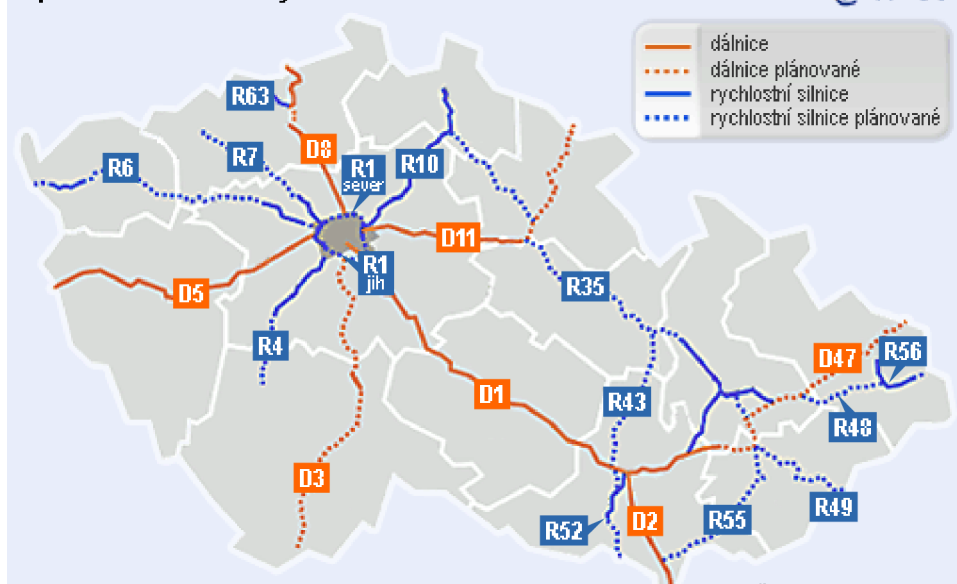 dálnice
dálnice plánované
rychlostní silnice
rychlostní silnice plánované
R63
D8
R7
R6
R1
sever
R10
D11
D5
R1
jih
R35
R4
D47
R56
D1
R43
R48
D3
R49
R52
D2
R55